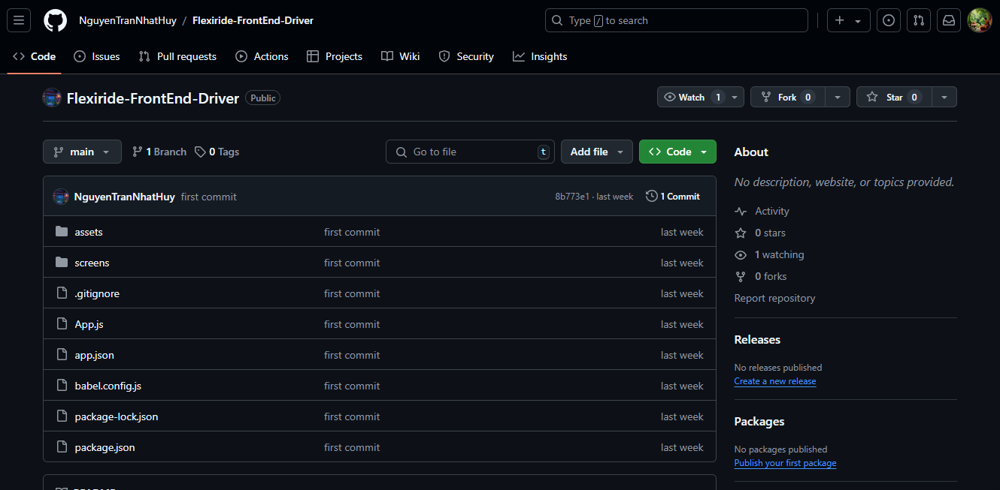 NguyenTranNhatHuy / Flexiride-FrontEnd-Driver
Type / to search
Code Issues Pull requests Actions Projects Wiki Security Insights
Flexiride-FrontEnd-Driver Public
Watch 1 Fork 0 Star 0
main 1 Branch 0 Tags Go to file t Add file Code
NguyenTranNhatHuy first commit 8b773e1 · last week 1 Commit
assets first commit last week
screens first commit last week
.gitignore first commit last week
App.js first commit last week
app.json first commit last week
babel.config.js first commit last week
package-lock.json first commit last week
package.json first commit last week
About
No description, website, or topics provided.
Activity
0 stars
1 watching
0 forks
Report repository
Releases
No releases published
Create a new release
Packages
No packages published
Publish your first package